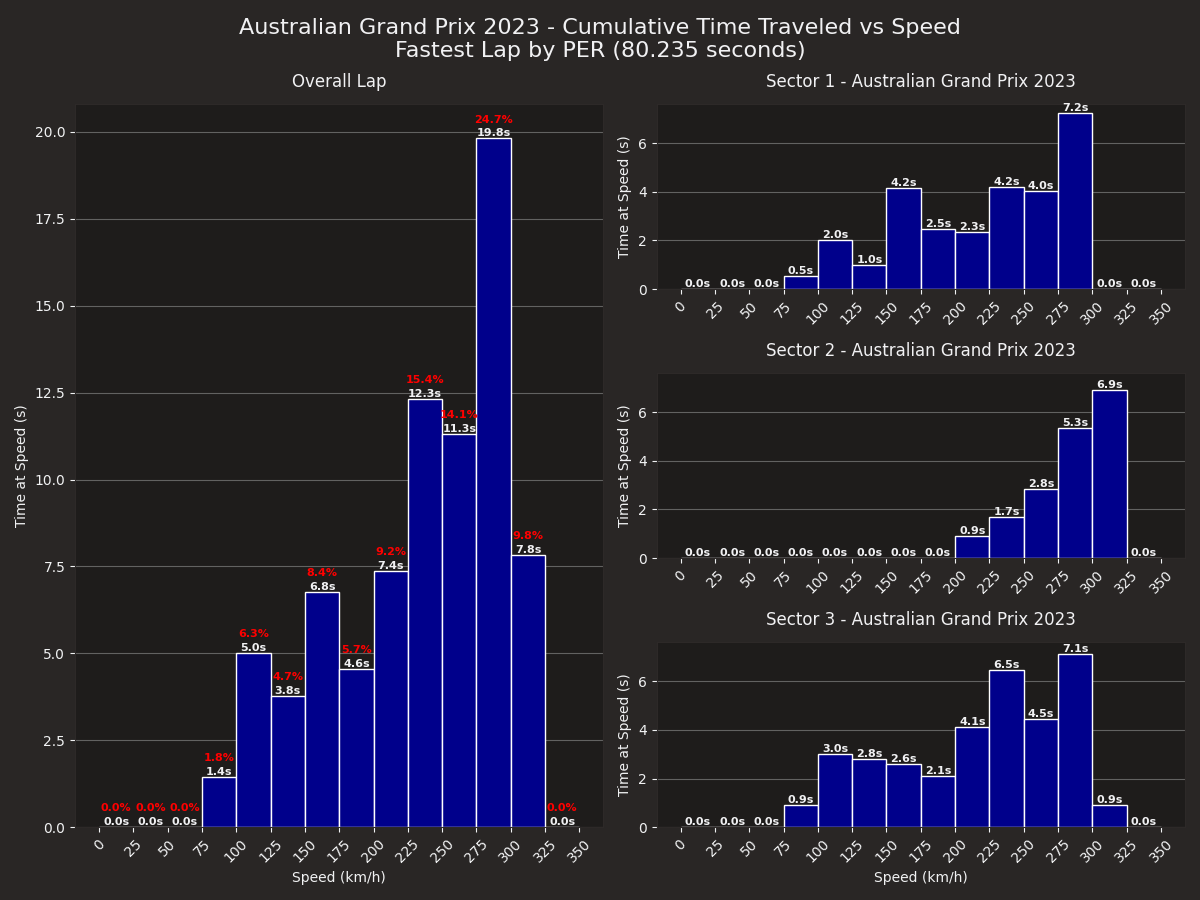 Australian Grand Prix 2023 - Cumulative Time Traveled vs Speed
Fastest Lap by PER (80.235 seconds)
Overall Lap
Time at Speed (s)
20.0
17.5
15.0
12.5
10.0
7.5
5.0
2.5
0.0
0.0% 0.0% 0.0% 1.8% 6.3% 4.7% 8.4% 5.7% 9.2% 15.4% 14.1% 24.7% 9.8% 0.0%
0.0s 0.0s 0.0s 1.4s 5.0s 3.8s 6.8s 4.6s 7.4s 12.3s 11.3s 19.8s 7.8s 0.0s
0 25 50 75 100 125 150 175 200 225 250 275 300 325 350
Speed (km/h)
Sector 1 - Australian Grand Prix 2023
Time at Speed (s)
6
4
2
0
0.0s 0.0s 0.0s 0.5s 2.0s 1.0s 4.2s 2.5s 2.3s 4.2s 4.0s 7.2s 0.0s 0.0s
0 25 50 75 100 125 150 175 200 225 250 275 300 325 350
Sector 2 - Australian Grand Prix 2023
Time at Speed (s)
6
4
2
0
0.0s 0.0s 0.0s 0.0s 0.0s 0.0s 0.0s 0.0s 0.9s 1.7s 2.8s 5.3s 6.9s 0.0s
0 25 50 75 100 125 150 175 200 225 250 275 300 325 350
Sector 3 - Australian Grand Prix 2023
Time at Speed (s)
6
4
2
0
0.0s 0.0s 0.0s 0.9s 3.0s 2.8s 2.6s 2.1s 4.1s 6.5s 4.5s 7.1s 0.9s 0.0s
0 25 50 75 100 125 150 175 200 225 250 275 300 325 350
Speed (km/h)